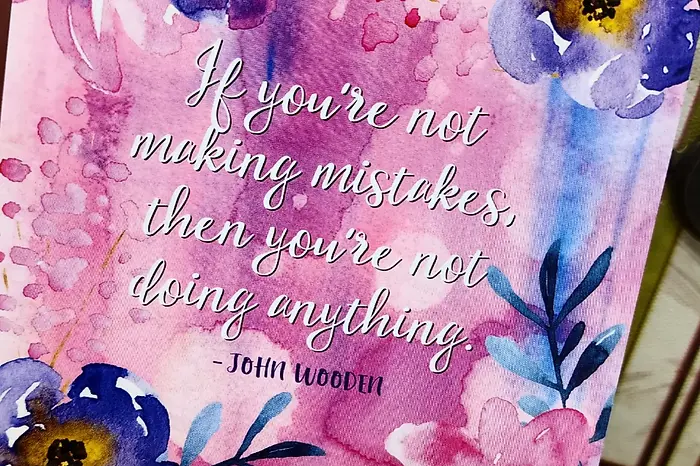 If you're not
making mistakes,
then you're not
doing anything.
-JOHN WOODEN